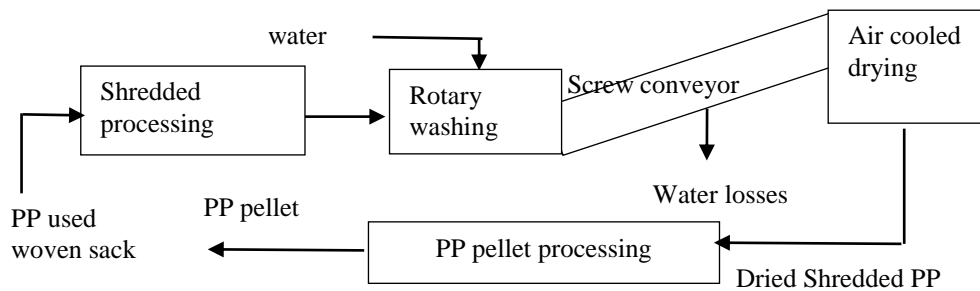 water
Air cooled
drying
Shredded
processing
Rotary
washing
Screw conveyor
Water losses
PP used
woven sack
PP pellet
PP pellet processing
Dried Shredded PP